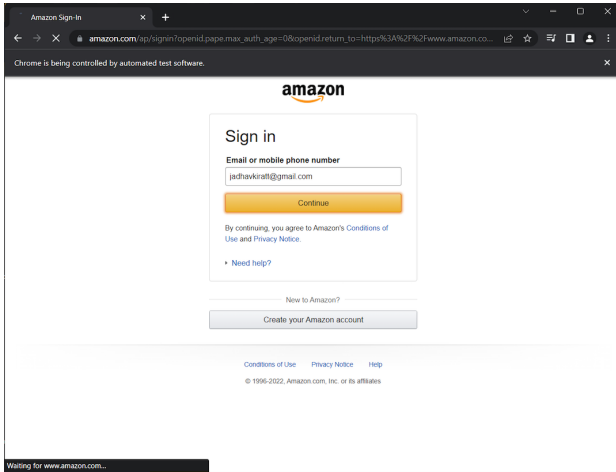 Amazon Sign-In
amazon.com/ap/signin?openid.pape.max_auth_age=0&openid.return_to=https%3A%2F%2Fwww.amazon.co...
Chrome is being controlled by automated test software.
amazon
Sign in
Email or mobile phone number
jadhavkiratt@gmail.com
Continue
By continuing, you agree to Amazon's Conditions of
Use and Privacy Notice.
Need help?
New to Amazon?
Create your Amazon account
Conditions of Use Privacy Notice Help
© 1996-2022, Amazon.com, Inc. or its affiliates
Waiting for www.amazon.com...